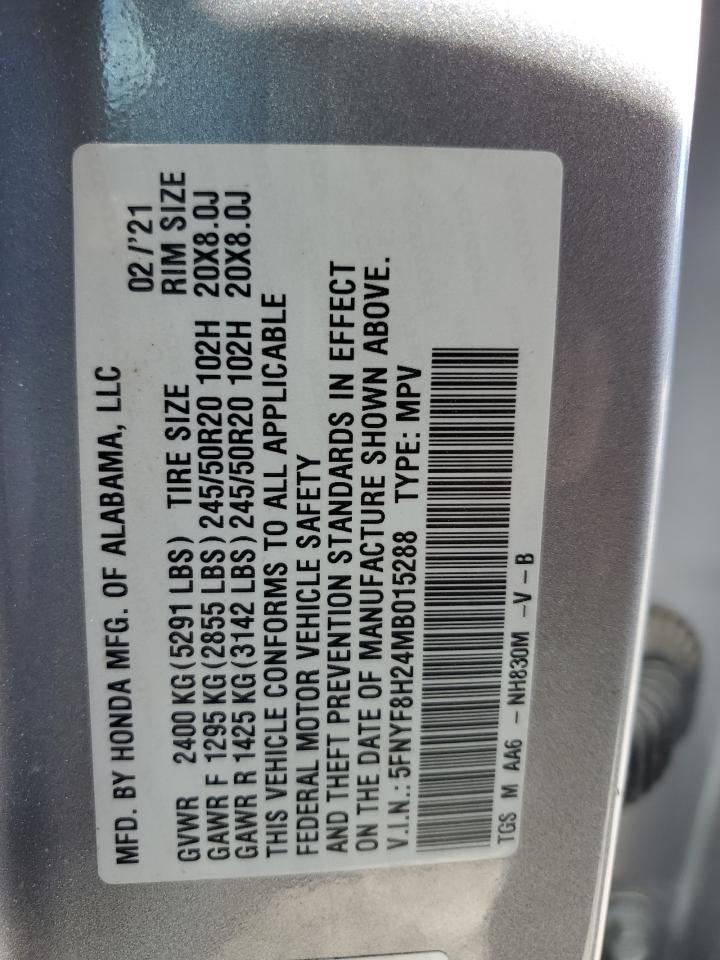 MFD. BY HONDA MFG. OF ALABAMA, LLC 02/'21
GVWR 2400 KG(5291 LBS) TIRE SIZE RIM SIZE
GAWR F 1295 KG(2855 LBS) 245/50R20 102H 20X8.0J
GAWR R 1425 KG(3142 LBS) 245/50R20 102H 20X8.0J
THIS VEHICLE CONFORMS TO ALL APPLICABLE
FEDERAL MOTOR VEHICLE SAFETY
AND THEFT PREVENTION STANDARDS IN EFFECT
ON THE DATE OF MANUFACTURE SHOWN ABOVE.
V.I.N.: 5FNYF8H24MB015288 TYPE: MPV
TGS M AA6 - NH830M -V-B